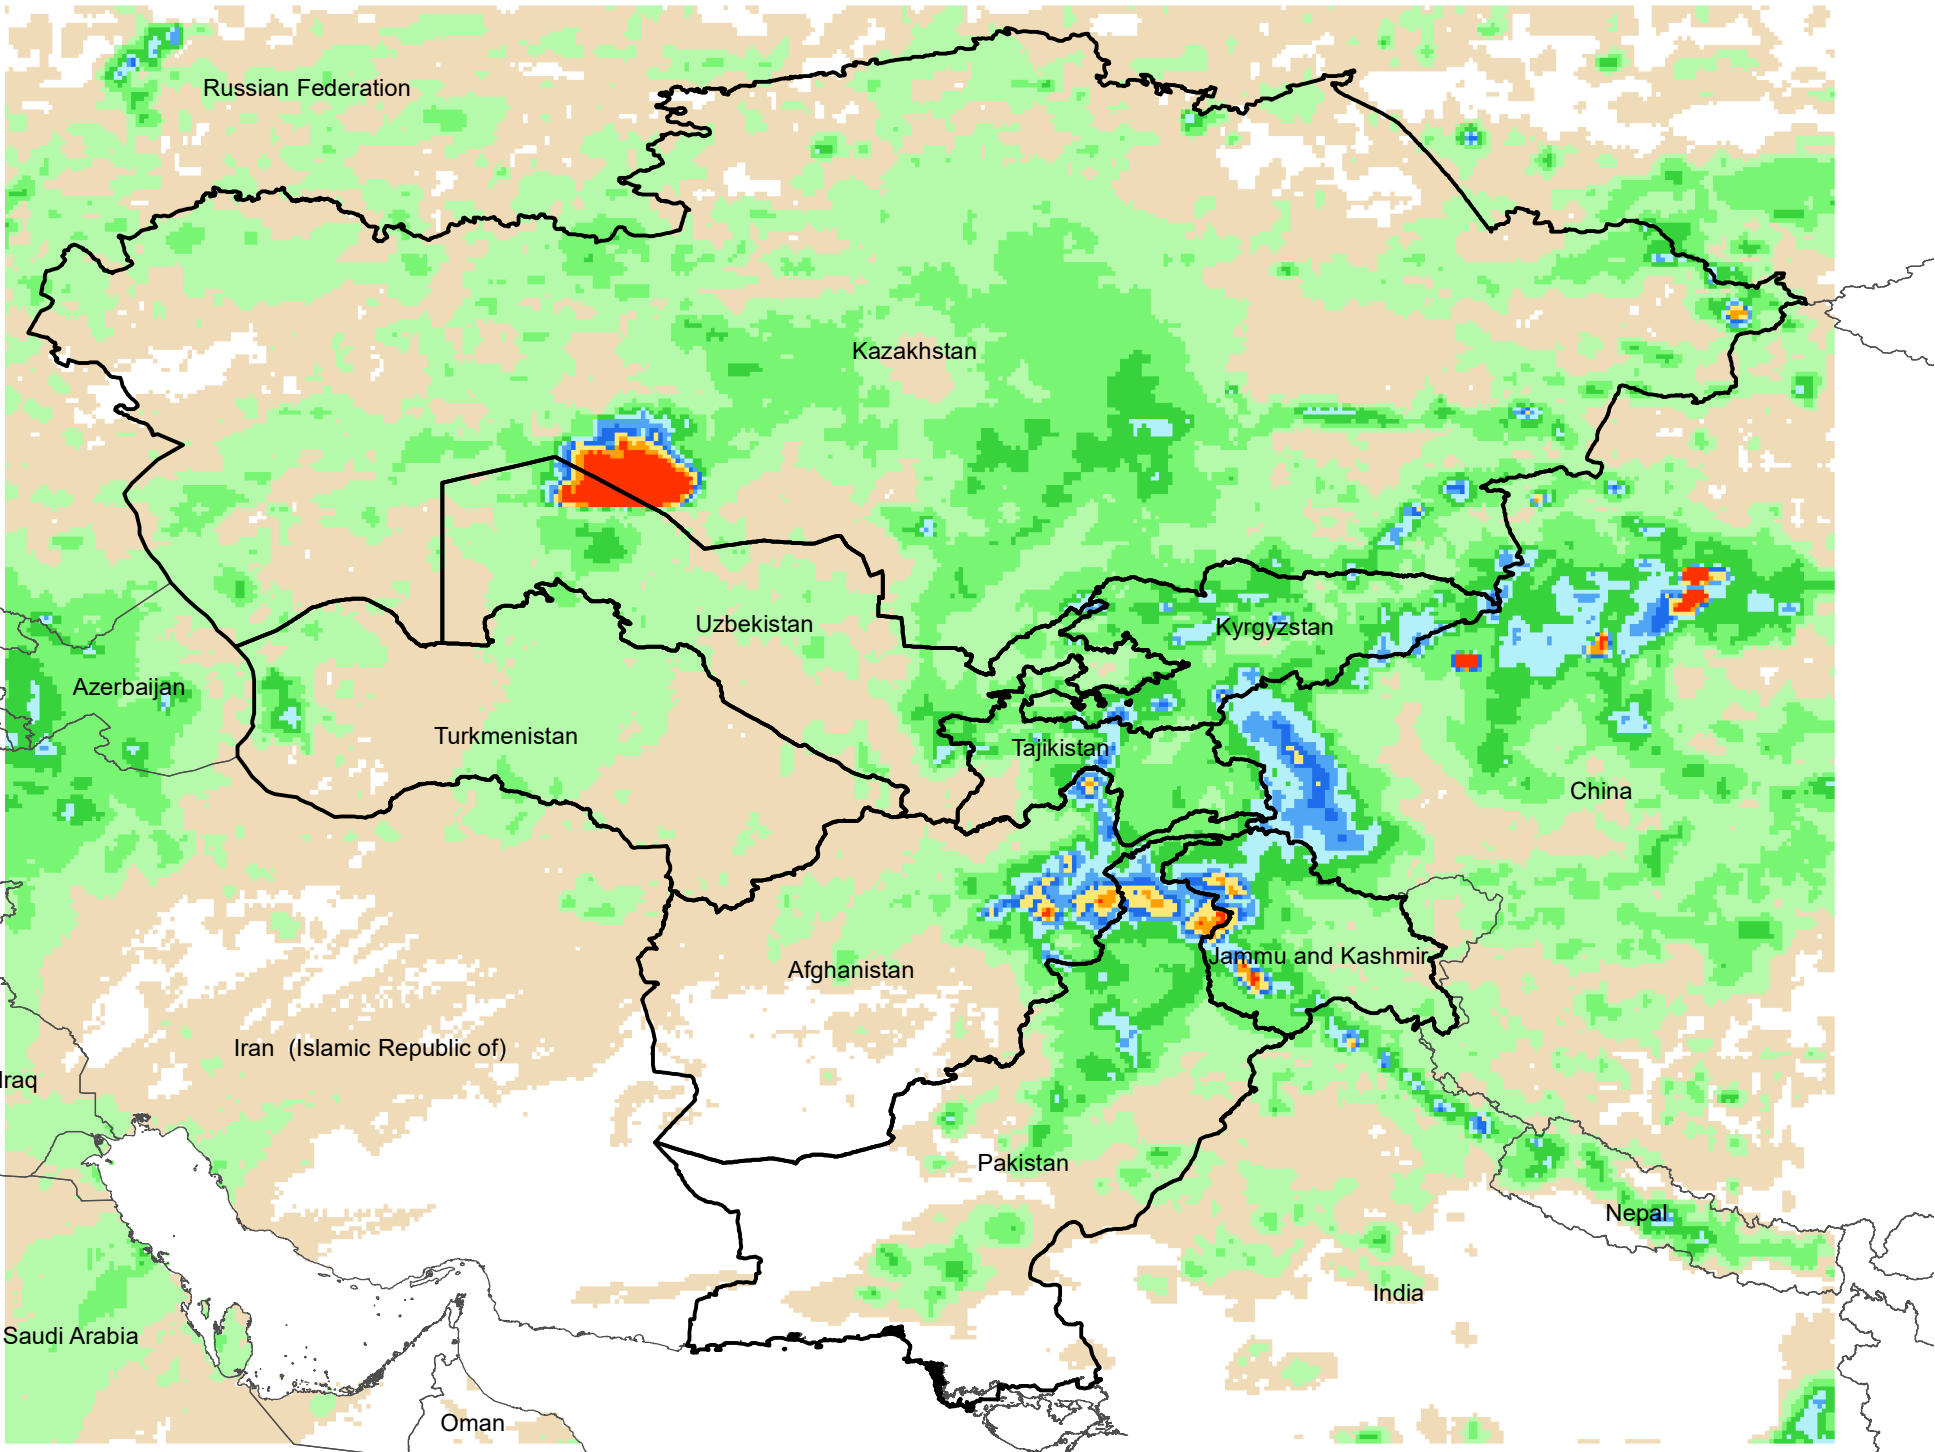 Russian Federation
Kazakhstan
Uzbekistan
Kyrgyzstan
Azerbaijan
Turkmenistan
Tajikistan
China
Jammu and Kashmir
Afghanistan
Iran  (Islamic Republic of)
Iraq
Pakistan
Nepal
India
Saudi Arabia
Oman